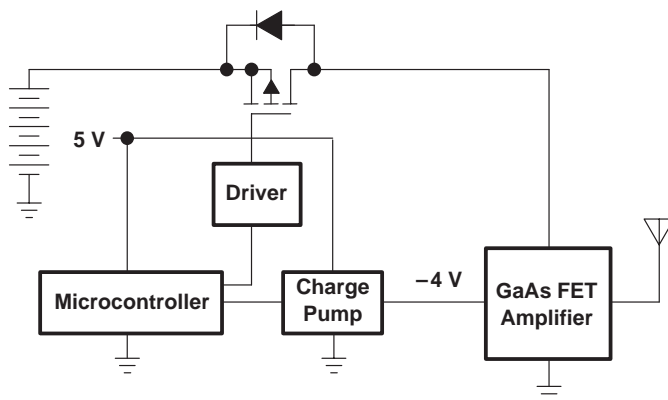 5 V
Driver
Microcontroller
Charge
Pump
–4 V
GaAs FET
Amplifier